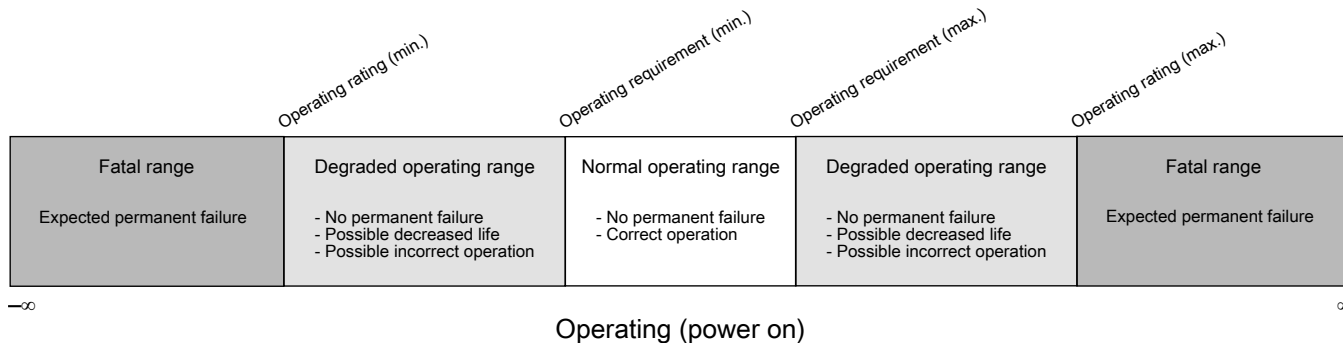 Operating rating (min.)
Operating requirement (min.)
Operating requirement (max.)
Operating rating (max.)
Fatal range
Expected permanent failure
Degraded operating range
- No permanent failure
- Possible decreased life
- Possible incorrect operation
Normal operating range
- No permanent failure
- Correct operation
Degraded operating range
- No permanent failure
- Possible decreased life
- Possible incorrect operation
Fatal range
Expected permanent failure
–∞
∞
Operating (power on)